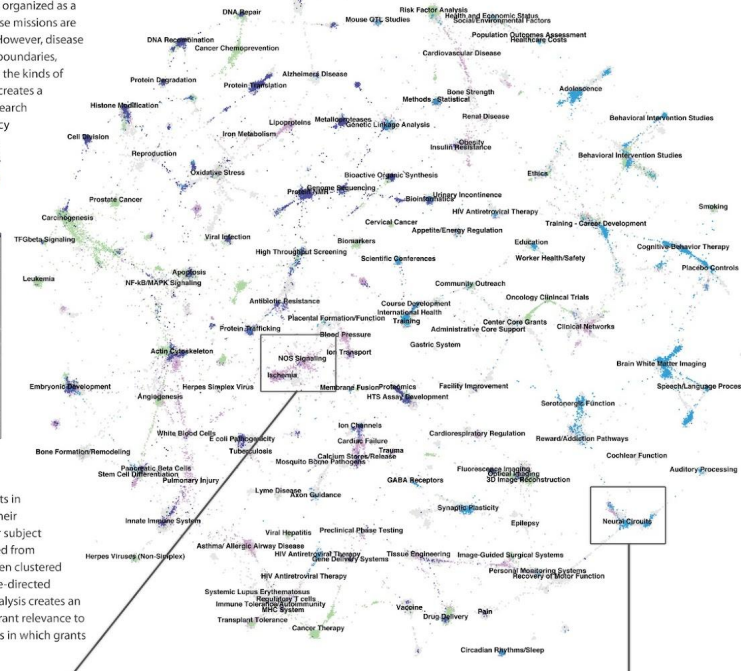 organized as a
se missions are
However, disease
boundaries,
the kinds of
creates a
search
cy
DNA Repair
Risk Factor Analysis
Health and Economic Status
Social/Environmental Factors
Mouse QTL Studies
Population Outcomes Assessment
Healthcare Costs
DNA Recombination
Cancer Chemoprevention
Cardiovascular Disease
Alzheimers Disease
Protein Degradation
Protein Translation
Bone Strength
Adolescence
Methods - Statistical
Histone Modification
Renal Disease
Behavioral Intervention Studies
Lipoproteins
Metalloproteases
Genetic Linkage Analysis
Iron Metabolism
Cell Division
Obesity
Insulin Resistance
Reproduction
Behavioral Intervention Studies
Oxidative Stress
Bioactive Organic Synthesis
Ethics
Genome Sequencing
Protein NMR
Urinary Incontinence
Bioinformatics
Prostate Cancer
Smoking
HIV Antiretroviral Therapy
Carcinogenesis
Cervical Cancer
Training - Career Development
Appetite/Energy Regulation
TFGbeta Signaling
Viral Infection
Biomarkers
Education
Cognitive Behavior Therapy
High Throughput Screening
Scientific Conferences
Worker Health/Safety
Placebo Controls
Apoptosis
Leukemia
NF-kB/MAPK Signaling
Community Outreach
Oncology Clinincal Trials
Antibiotic Resistance
Course Development
International Health
Placental Formation/Function
Training
Center Core Grants
Protein Trafficking
Administrative Core Support
Clinical Networks
Blood Pressure
Gastric System
Actin Cytoskeleton
Ion Transport
NOS Signaling
Brain White Matter Imaging
Ischemia
Embryonic Development
Herpes Simplex Virus
Membrane Fusion
Proteomics
Facility Improvement
Speech/Language Proces
Angiogenesis
HTS Assay Development
Serotonergic Function
Ion Channels
White Blood Cells
E coli Pathogenicity
Cardiac Failure
Cardiorespiratory Regulation
Reward/Addiction Pathways
Bone Formation/Remodeling
Tuberculosis
Trauma
Calcium Stores/Release
Cochlear Function
Mosquito Borne Pathogens
Pancreatic Beta Cells
Stem Cell Differentiation
Fluorescence Imaging
Optical Imaging
Auditory Processing
Pulmonary Injury
GABA Receptors
3D Image Reconstruction
Lyme Disease
Axon Guidance
Synaptic Plasticity
Innate Immune System
Epilepsy
Neural Circuits
Viral Hepatitis
Preclinical Phase Testing
Asthma/ Allergic Airway Disease
Herpes Viruses (Non-Simplex)
HIV Antiretroviral Therapy
Gene Delivery Systems
Tissue Engineering
Image-Guided Surgical Systems
Personal Monitoring Systems
HIV Antiretroviral Therapy
Recovery of Motor Function
Systemic Lupus Erythematosus
Regulatory T cells
Immune Tolerance/Autoimmunity
MHC System
Vaccine
Transplant Tolerance
Drug Delivery
Pain
Cancer Therapy
Circadian Rhythms/Sleep
ts in
heir
r subject
ed from
en clustered
e-directed
alysis creates an
rant relevance to
s in which grants